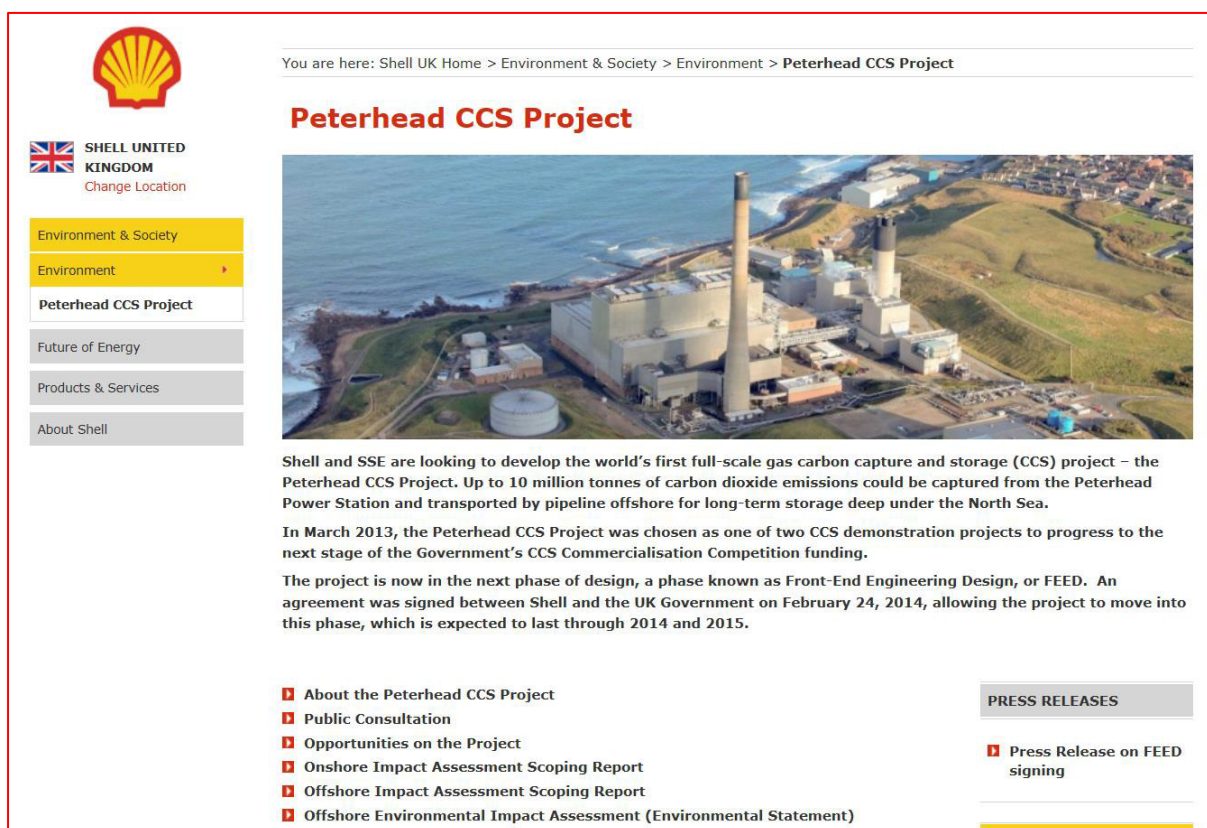 You are here: Shell UK Home > Environment & Society > Environment > Peterhead CCS Project
Peterhead CCS Project
SHELL UNITED
KINGDOM
Change Location
Environment & Society
Environment
Peterhead CCS Project
Future of Energy
Products & Services
About Shell
Shell and SSE are looking to develop the world's first full-scale gas carbon capture and storage (CCS) project – the
Peterhead CCS Project. Up to 10 million tonnes of carbon dioxide emissions could be captured from the Peterhead
Power Station and transported by pipeline offshore for long-term storage deep under the North Sea.
In March 2013, the Peterhead CCS Project was chosen as one of two CCS demonstration projects to progress to the
next stage of the Government's CCS Commercialisation Competition funding.
The project is now in the next phase of design, a phase known as Front-End Engineering Design, or FEED.  An
agreement was signed between Shell and the UK Government on February 24, 2014, allowing the project to move into
this phase, which is expected to last through 2014 and 2015.
About the Peterhead CCS Project
Public Consultation
Opportunities on the Project
Onshore Impact Assessment Scoping Report
Offshore Impact Assessment Scoping Report
Offshore Environmental Impact Assessment (Environmental Statement)
PRESS RELEASES
Press Release on FEED
signing